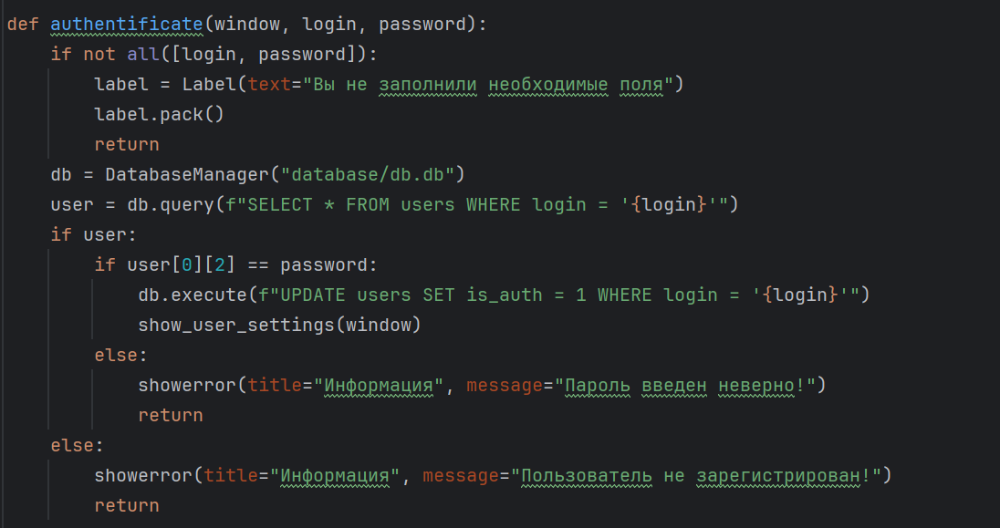 def authentificate(window, login, password):
    if not all([login, password]):
        label = Label(text="Вы не заполнили необходимые поля")
        label.pack()
        return
    db = DatabaseManager("database/db.db")
    user = db.query(f"SELECT * FROM users WHERE login = '{login}'")
    if user:
        if user[0][2] == password:
            db.execute(f"UPDATE users SET is_auth = 1 WHERE login = '{login}'")
            show_user_settings(window)
        else:
            showerror(title="Информация", message="Пароль введен неверно!")
            return
    else:
        showerror(title="Информация", message="Пользователь не зарегистрирован!")
        return